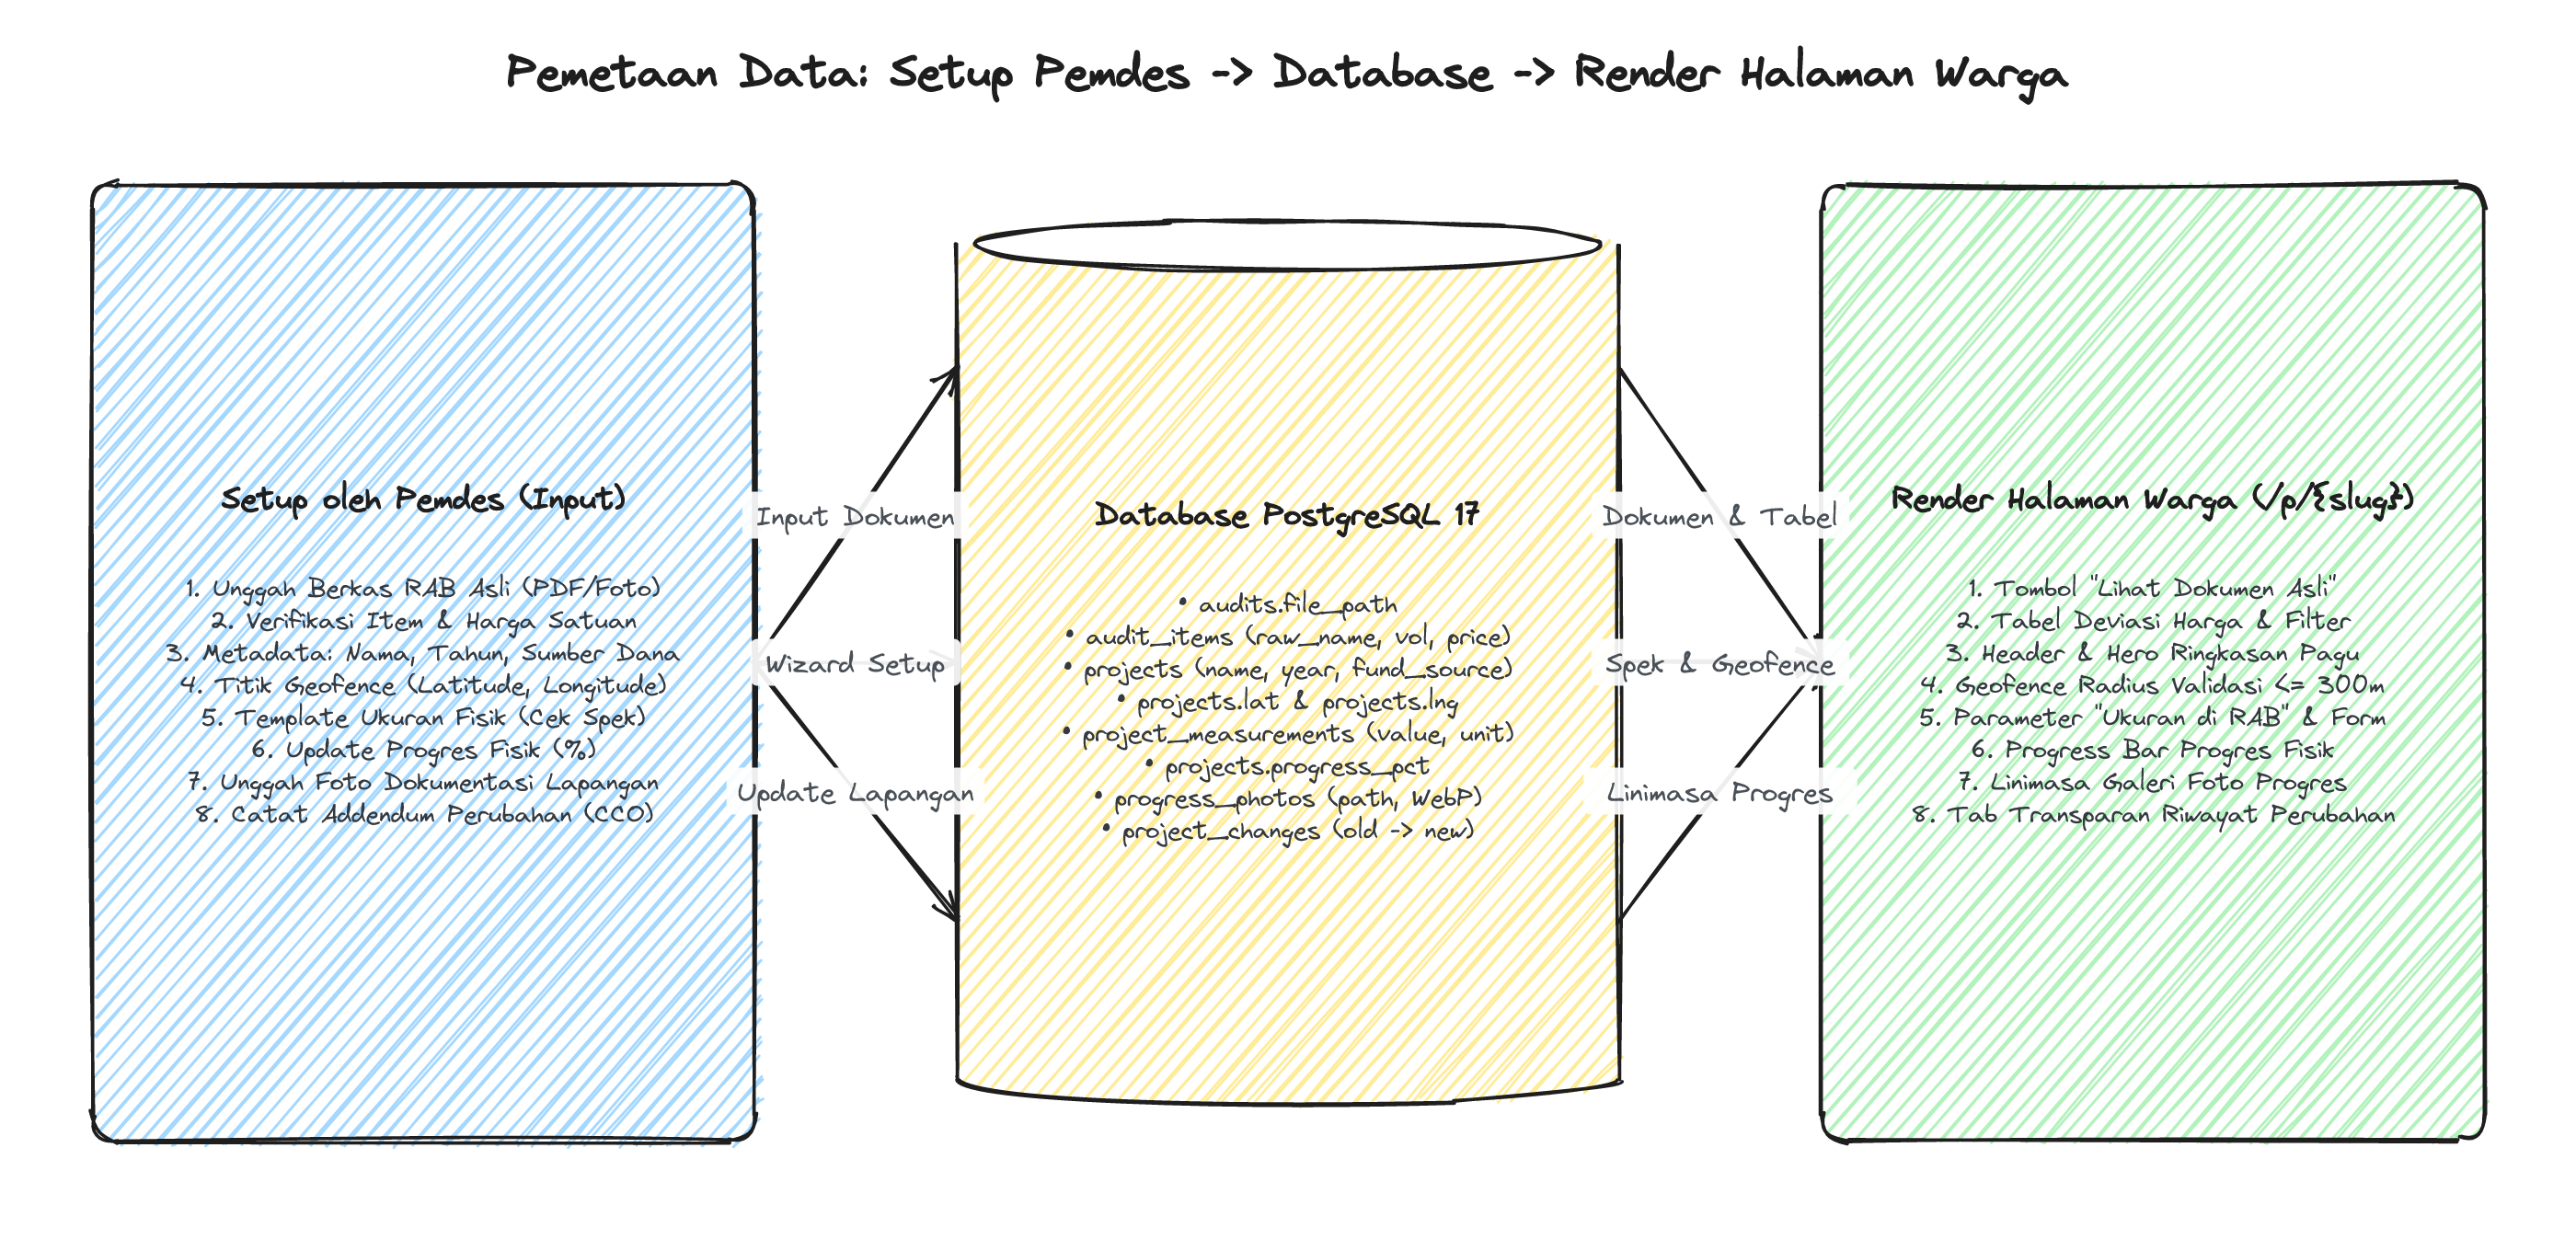 Pemetaan Data: Setup Pemdes -> Database -> Render Halaman Warga
Setup oleh Pemdes (Input)
1. Unggah Berkas RAB Asli (PDF/Foto)
2. Verifikasi Item & Harga Satuan
3. Metadata: Nama, Tahun, Sumber Dana
4. Titik Geofence (Latitude, Longitude)
5. Template Ukuran Fisik (Cek Spek)
6. Update Progres Fisik (%)
7. Unggah Foto Dokumentasi Lapangan
8. Catat Addendum Perubahan (CCO)
Input Dokumen
Wizard Setup
Update Lapangan
Database PostgreSQL 17
• audits.file_path
• audit_items (raw_name, vol, price)
• projects (name, year, fund_source)
• projects.lat & projects.lng
• project_measurements (value, unit)
• projects.progress_pct
• progress_photos (path, WebP)
• project_changes (old -> new)
Dokumen & Tabel
Spek & Geofence
Linimasa Progres
Render Halaman Warga (/p/{slug})
1. Tombol "Lihat Dokumen Asli"
2. Tabel Deviasi Harga & Filter
3. Header & Hero Ringkasan Pagu
4. Geofence Radius Validasi <= 300m
5. Parameter "Ukuran di RAB" & Form
6. Progress Bar Progres Fisik
7. Linimasa Galeri Foto Progres
8. Tab Transparan Riwayat Perubahan